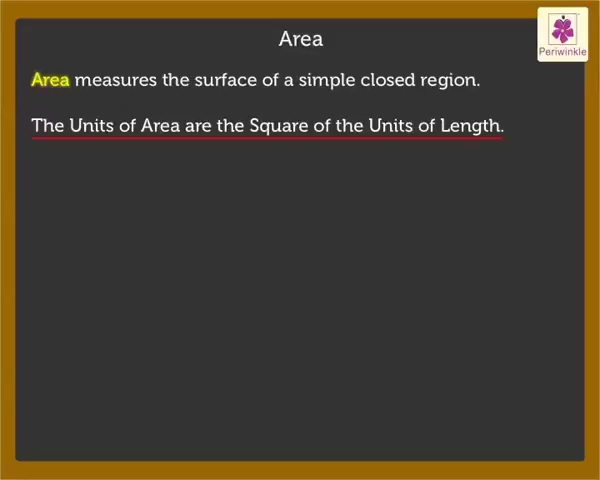 Area
Periwinkle
Area measures the surface of a simple closed region.
The Units of Area are the Square of the Units of Length.